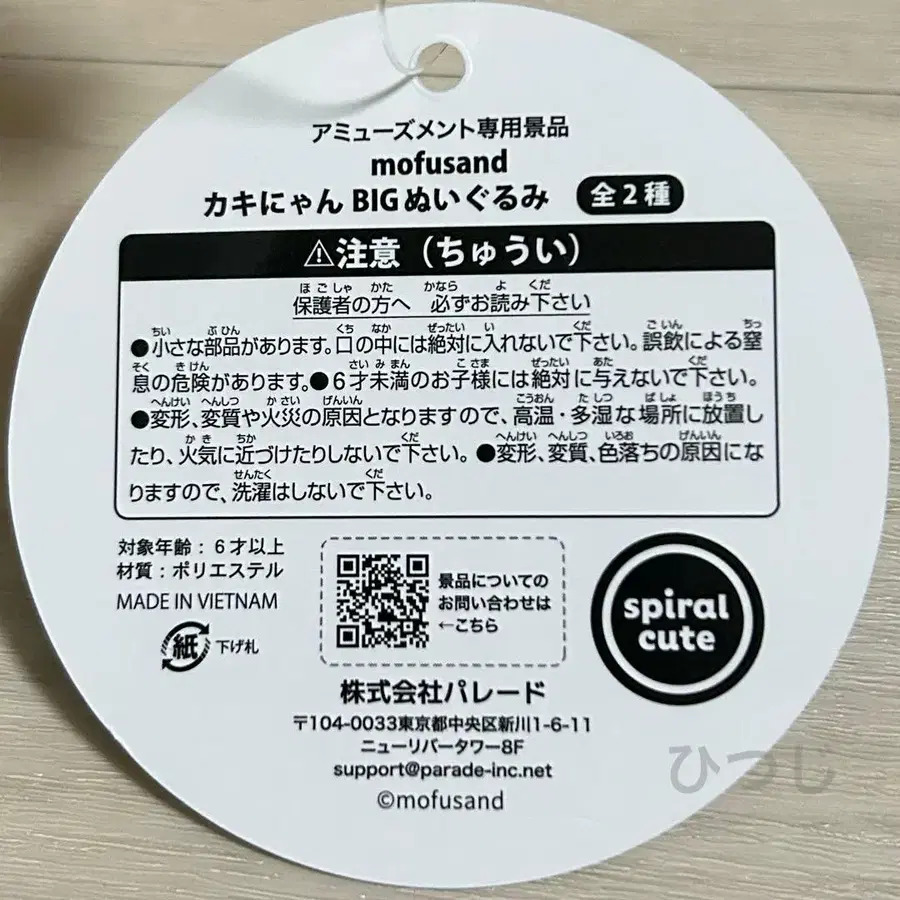 アミューズメント専用景品
mofusand
カキにゃん BIGぬいぐるみ 全2種
⚠注意（ちゅうい）
保護者の方へ 必ずお読み下さい
●小さな部品があります。口の中には絶対に入れないで下さい。誤飲による窒
息の危険があります。●6才未満のお子様には絶対に与えないで下さい。
●変形、変質や火災の原因となりますので、高温・多湿な場所に放置し
たり、火気に近づけたりしないで下さい。●変形、変質、色落ちの原因にな
りますので、洗濯はしないで下さい。
対象年齢：6才以上
材質：ポリエステル
MADE IN VIETNAM
紙 下げ札
景品についての
お問い合わせは
←こちら
spiral
cute
株式会社パレード
〒104-0033東京都中央区新川1-6-11
ニューリバータワー8F
support@parade-inc.net
©mofusand
ひつじ